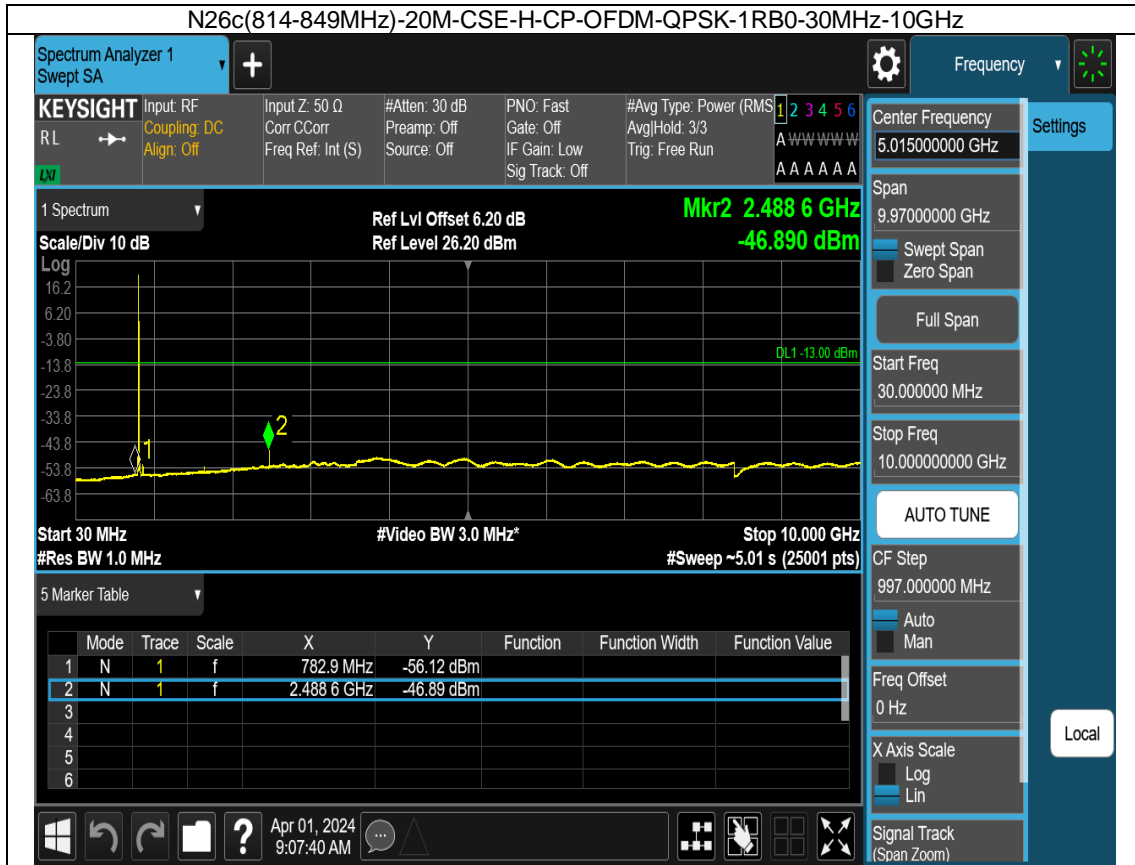 N26c(814-849MHz)-20M-CSE-H-CP-OFDM-QPSK-1RB0-30MHz-10GHz
Spectrum Analyzer 1
Swept SA
+
Frequency
KEYSIGHT
R L
LXI
Input: RF
Coupling: DC
Align: Off
Input Z: 50 Ω
Corr CCorr
Freq Ref: Int (S)
#Atten: 30 dB
Preamp: Off
Source: Off
PNO: Fast
Gate: Off
IF Gain: Low
Sig Track: Off
#Avg Type: Power (RMS
Avg|Hold: 3/3
Trig: Free Run
1 2 3 4 5 6
A W W W W W
A A A A A A
1 Spectrum
Scale/Div 10 dB
Ref Lvl Offset 6.20 dB
Ref Level 26.20 dBm
Mkr2 2.488 6 GHz
-46.890 dBm
Log
16.2
6.20
-3.80
-13.8
-23.8
-33.8
-43.8
-53.8
-63.8
DL1 -13.00 dBm
1
2
Start 30 MHz
#Res BW 1.0 MHz
#Video BW 3.0 MHz*
Stop 10.000 GHz
#Sweep ~5.01 s (25001 pts)
5 Marker Table
Mode Trace Scale X Y Function Function Width Function Value
1 N 1 f 782.9 MHz -56.12 dBm
2 N 1 f 2.488 6 GHz -46.89 dBm
3
4
5
6
Center Frequency
5.015000000 GHz
Settings
Span
9.97000000 GHz
Swept Span
Zero Span
Full Span
Start Freq
30.000000 MHz
Stop Freq
10.000000000 GHz
AUTO TUNE
CF Step
997.000000 MHz
Auto
Man
Freq Offset
0 Hz
X Axis Scale
Log
Lin
Local
Signal Track
(Span Zoom)
?
Apr 01, 2024
9:07:40 AM